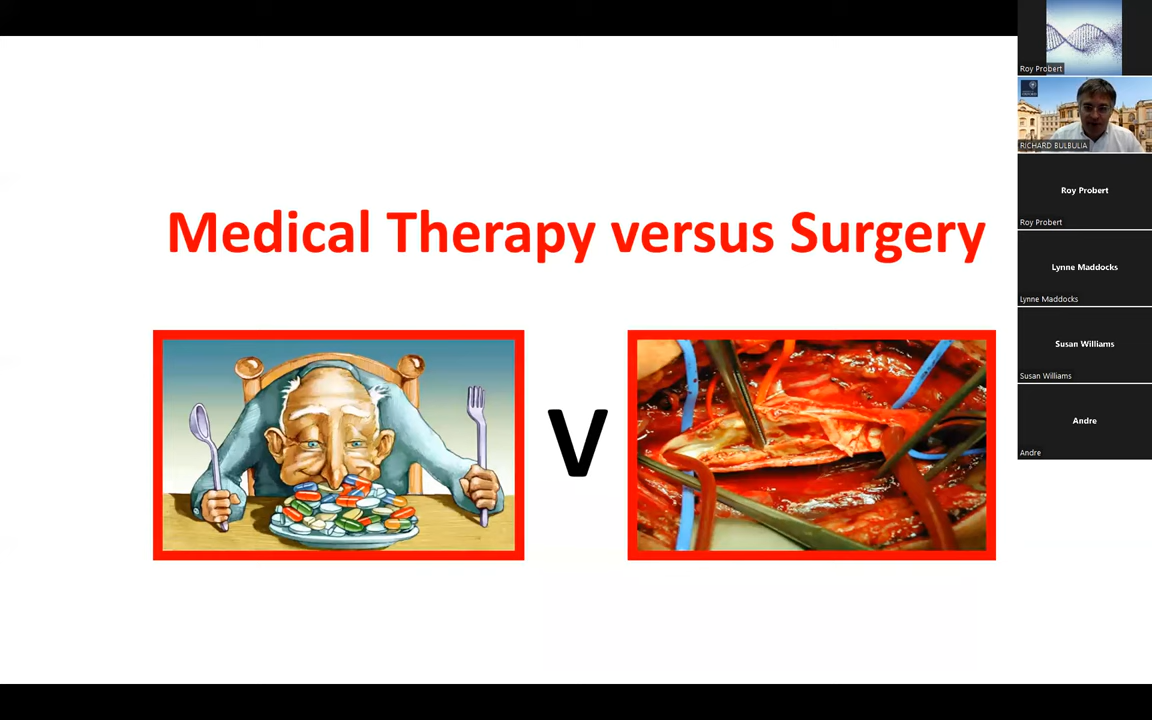 Medical Therapy versus Surgery
V
Roy Probert
RICHARD BULBULIA
Roy Probert
Roy Probert
Lynne Maddocks
Lynne Maddocks
Susan Williams
Susan Williams
Andre
Andre